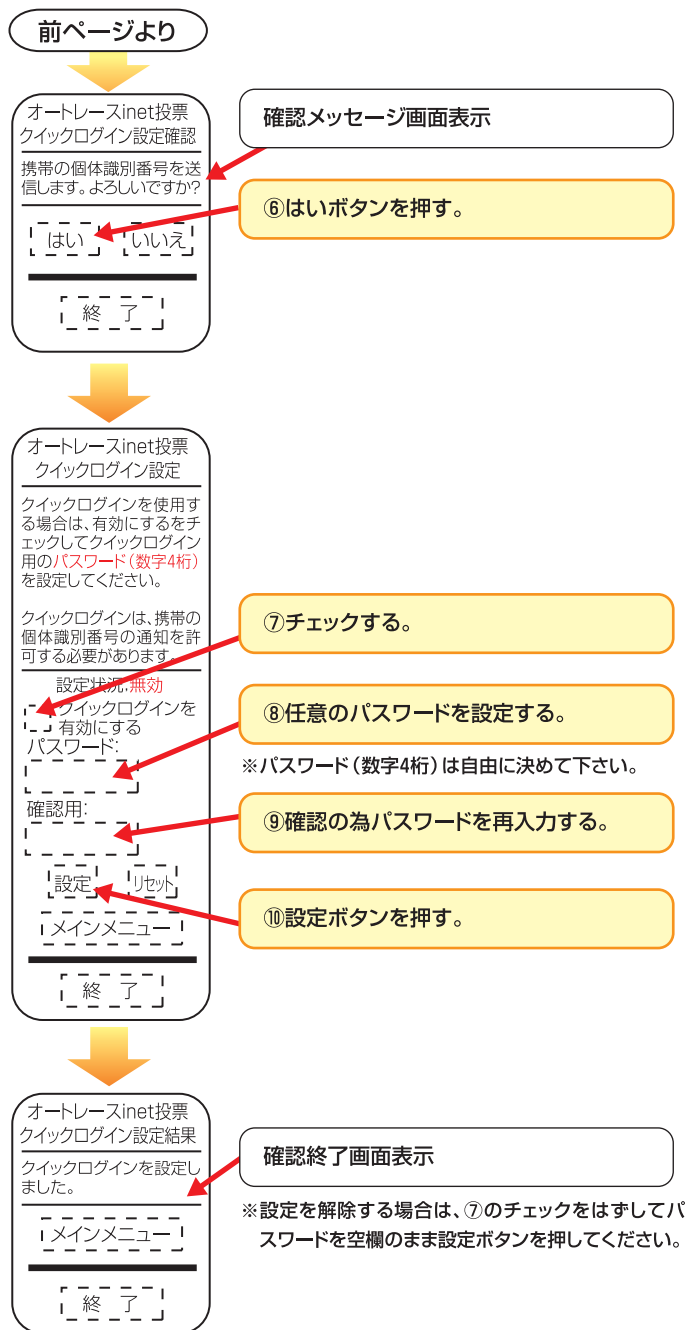 前ページより
オートレースinet投票
クイックログイン設定確認
携帯の個体識別番号を送
信します。よろしいですか?
はい
いいえ
終 了
確認メッセージ画面表示
⑥はいボタンを押す。
オートレースinet投票
クイックログイン設定
クイックログインを使用す
る場合は、有効にするをチ
ェックしてクイックログイン
用のパスワード(数字4桁)
を設定してください。
クイックログインは、携帯の
個体識別番号の通知を許
可する必要があります。
設定状況:無効
クイックログインを
有効にする
パスワード:
確認用:
設定
リセット
メインメニュー
終 了
⑦チェックする。
⑧任意のパスワードを設定する。
※パスワード(数字4桁)は自由に決めて下さい。
⑨確認の為パスワードを再入力する。
⑩設定ボタンを押す。
オートレースinet投票
クイックログイン設定結果
クイックログインを設定し
ました。
メインメニュー
終 了
確認終了画面表示
※設定を解除する場合は、⑦のチェックをはずしてパ
スワードを空欄のまま設定ボタンを押してください。